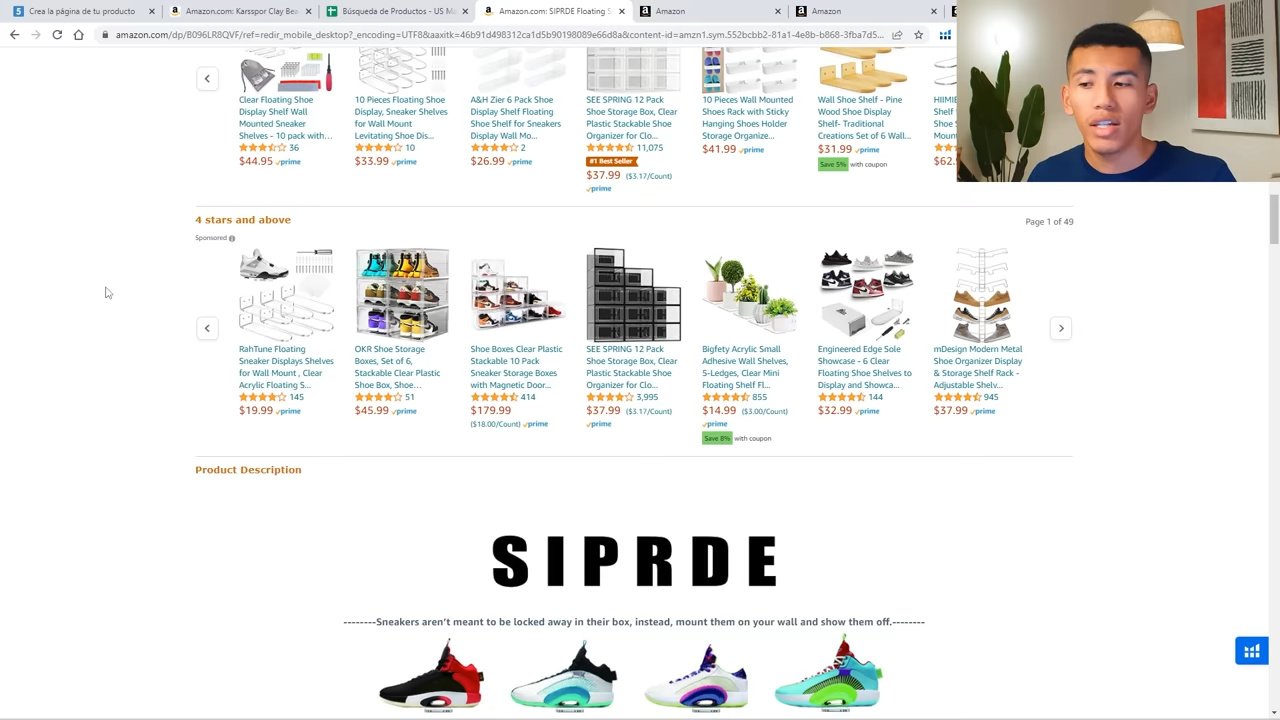 Crea la página de tu producto
Amazon.com: Karsspor Clay Bea
Búsqueda de Productos - US Ma
Amazon.com: SIPRDE Floating S
Amazon
Amazon
amazon.com/dp/B096LR8QVF/ref=redir_mobile_desktop?_encoding=UTF8&aaxitk=46b91d498312ca1d5b90198089e66d8a&content-id=amzn1.sym.552bcbb2-81a1-4e8b-b868-3fba7d5...
Clear Floating Shoe
Display Shelf Wall
Mounted Sneaker
Shelves - 10 pack with...
36
$44.95 prime
10 Pieces Floating Shoe
Display, Sneaker Shelves
for Wall Mount
Levitating Shoe Dis...
10
$33.99 prime
A&H Zier 6 Pack Shoe
Display Shelf Floating
Shoe Shelf for Sneakers
Display Wall Mo...
2
$26.99 prime
SEE SPRING 12 Pack
Shoe Storage Box, Clear
Plastic Stackable Shoe
Organizer for Clo...
11,075
#1 Best Seller
$37.99 ($3.17/Count)
prime
10 Pieces Wall Mounted
Shoes Rack with Sticky
Hanging Shoes Holder
Storage Organize...
$41.99 prime
Wall Shoe Shelf - Pine
Wood Shoe Display
Shelf- Traditional
Creations Set of 6 Wall...
$31.99 prime
Save 5% with coupon
HIIMIE
Shelf
Shoe S
Mount
$62.
4 stars and above
Page 1 of 49
Sponsored
RahTune Floating
Sneaker Displays Shelves
for Wall Mount , Clear
Acrylic Floating S...
145
$19.99 prime
OKR Shoe Storage
Boxes, Set of 6,
Stackable Clear Plastic
Shoe Box, Shoe...
51
$45.99 prime
Shoe Boxes Clear Plastic
Stackable 10 Pack
Sneaker Storage Boxes
with Magnetic Door...
414
$179.99
($18.00/Count) prime
SEE SPRING 12 Pack
Shoe Storage Box, Clear
Plastic Stackable Shoe
Organizer for Clo...
3,995
$37.99 ($3.17/Count)
prime
Bigfety Acrylic Small
Adhesive Wall Shelves,
5-Ledges, Clear Mini
Floating Shelf Fl...
855
$14.99 ($3.00/Count)
prime
Save 8% with coupon
Engineered Edge Sole
Showcase - 6 Clear
Floating Shoe Shelves to
Display and Showca...
144
$32.99 prime
mDesign Modern Metal
Shoe Organizer Display
& Storage Shelf Rack -
Adjustable Shelv...
945
$37.99 prime
Product Description
SIPRDE
--------Sneakers aren't meant to be locked away in their box, instead, mount them on your wall and show them off.--------